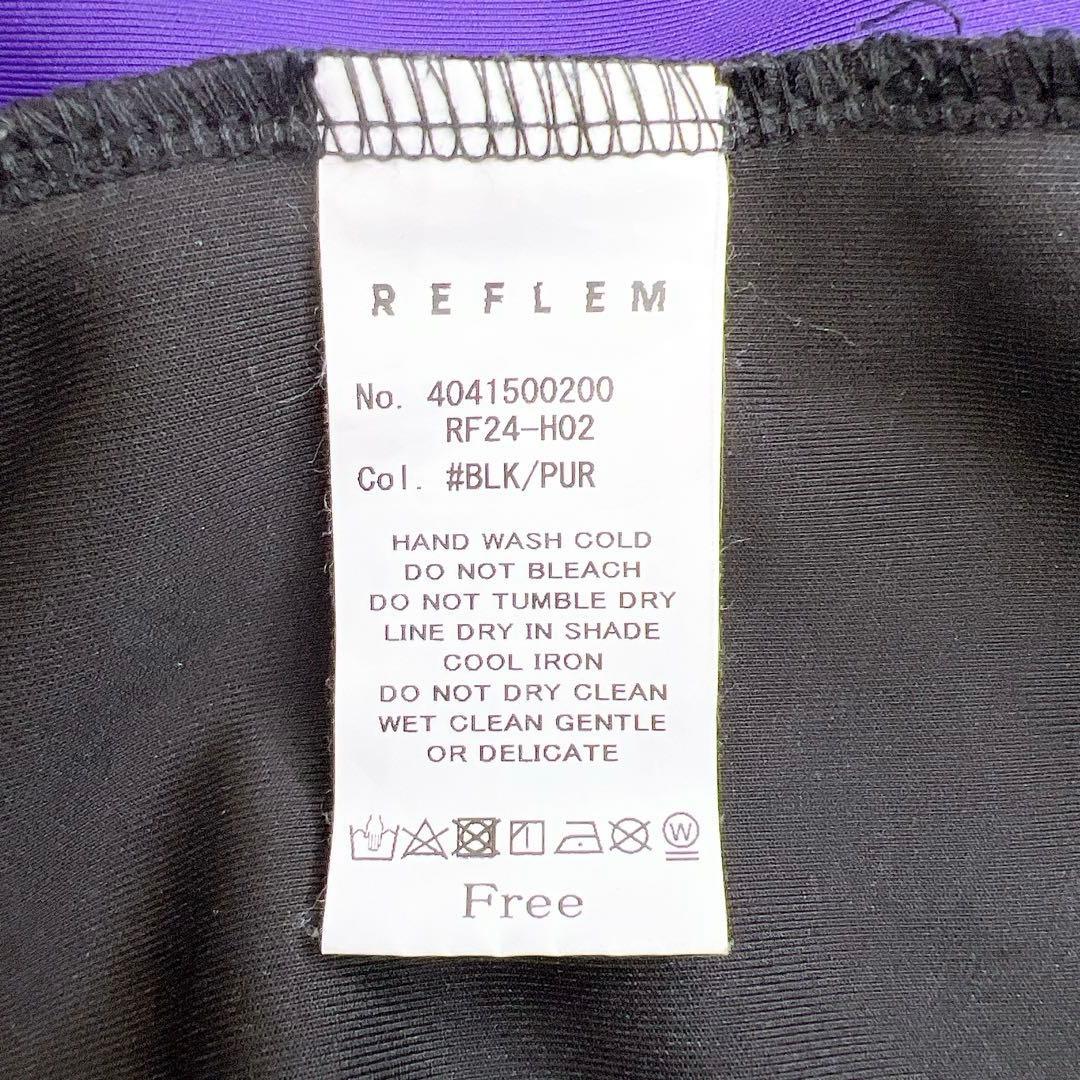 REFLEM
No. 4041500200
RF24-H02
Col. #BLK/PUR
HAND WASH COLD
DO NOT BLEACH
DO NOT TUMBLE DRY
LINE DRY IN SHADE
COOL IRON
DO NOT DRY CLEAN
WET CLEAN GENTLE
OR DELICATE
W
Free